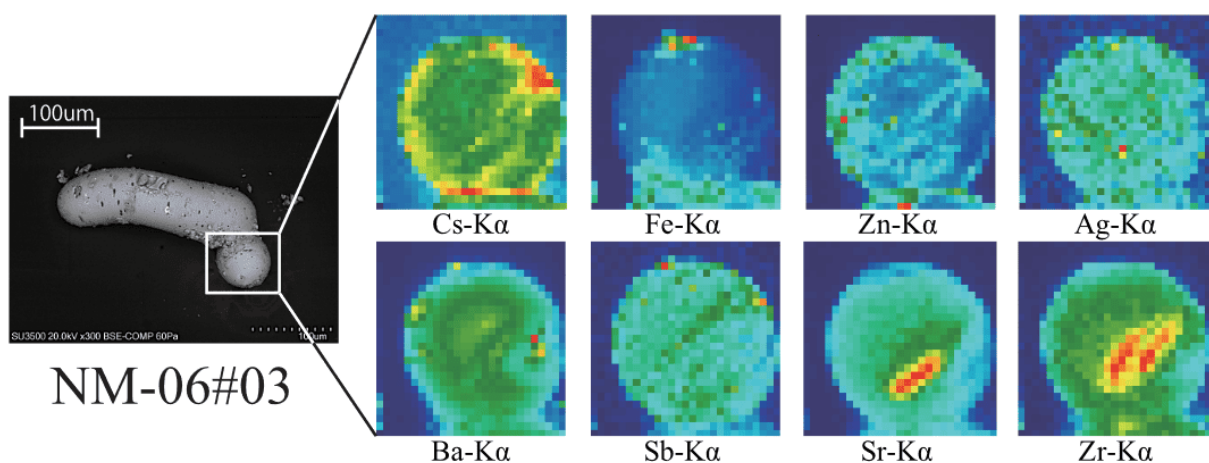 100um
SU3500 20.0kV x300 BSE-COMP 60Pa
100um
NM-06#03
Cs-Kα
Fe-Kα
Zn-Kα
Ag-Kα
Ba-Kα
Sb-Kα
Sr-Kα
Zr-Kα